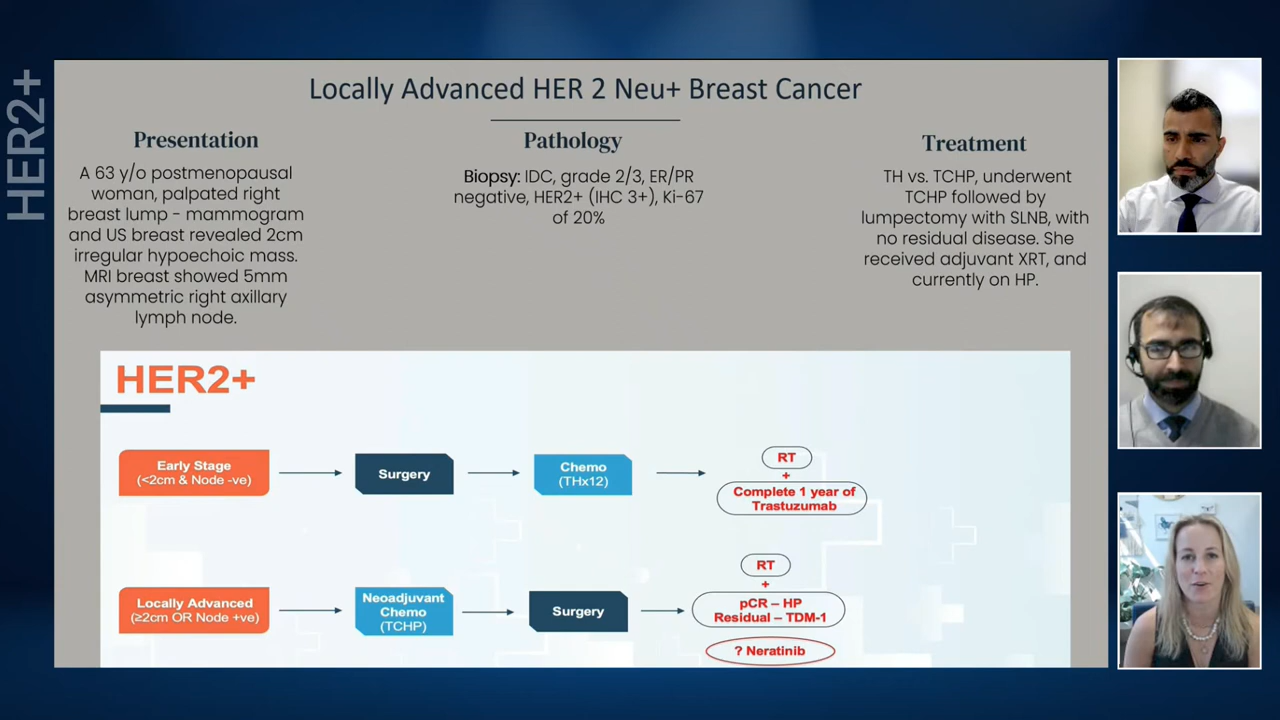 HER2+
Locally Advanced HER 2 Neu+ Breast Cancer
Presentation
A 63 y/o postmenopausal
woman, palpated right
breast lump - mammogram
and US breast revealed 2cm
irregular hypoechoic mass.
MRI breast showed 5mm
asymmetric right axillary
lymph node.
Pathology
Biopsy: IDC, grade 2/3, ER/PR
negative, HER2+ (IHC 3+), Ki-67
of 20%
Treatment
TH vs. TCHP, underwent
TCHP followed by
lumpectomy with SLNB, with
no residual disease. She
received adjuvant XRT, and
currently on HP.
HER2+
Early Stage
(<2cm & Node -ve)
Surgery
Chemo
(THx12)
RT
+
Complete 1 year of
Trastuzumab
Locally Advanced
(≥2cm OR Node +ve)
Neoadjuvant
Chemo
(TCHP)
Surgery
RT
+
pCR – HP
Residual – TDM-1
? Neratinib